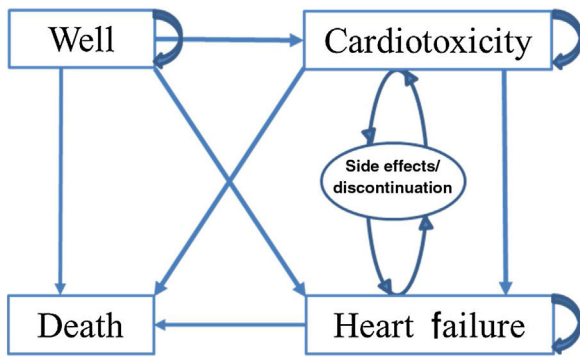 Well
Cardiotoxicity
Side effects/
discontinuation
Death
Heart failure